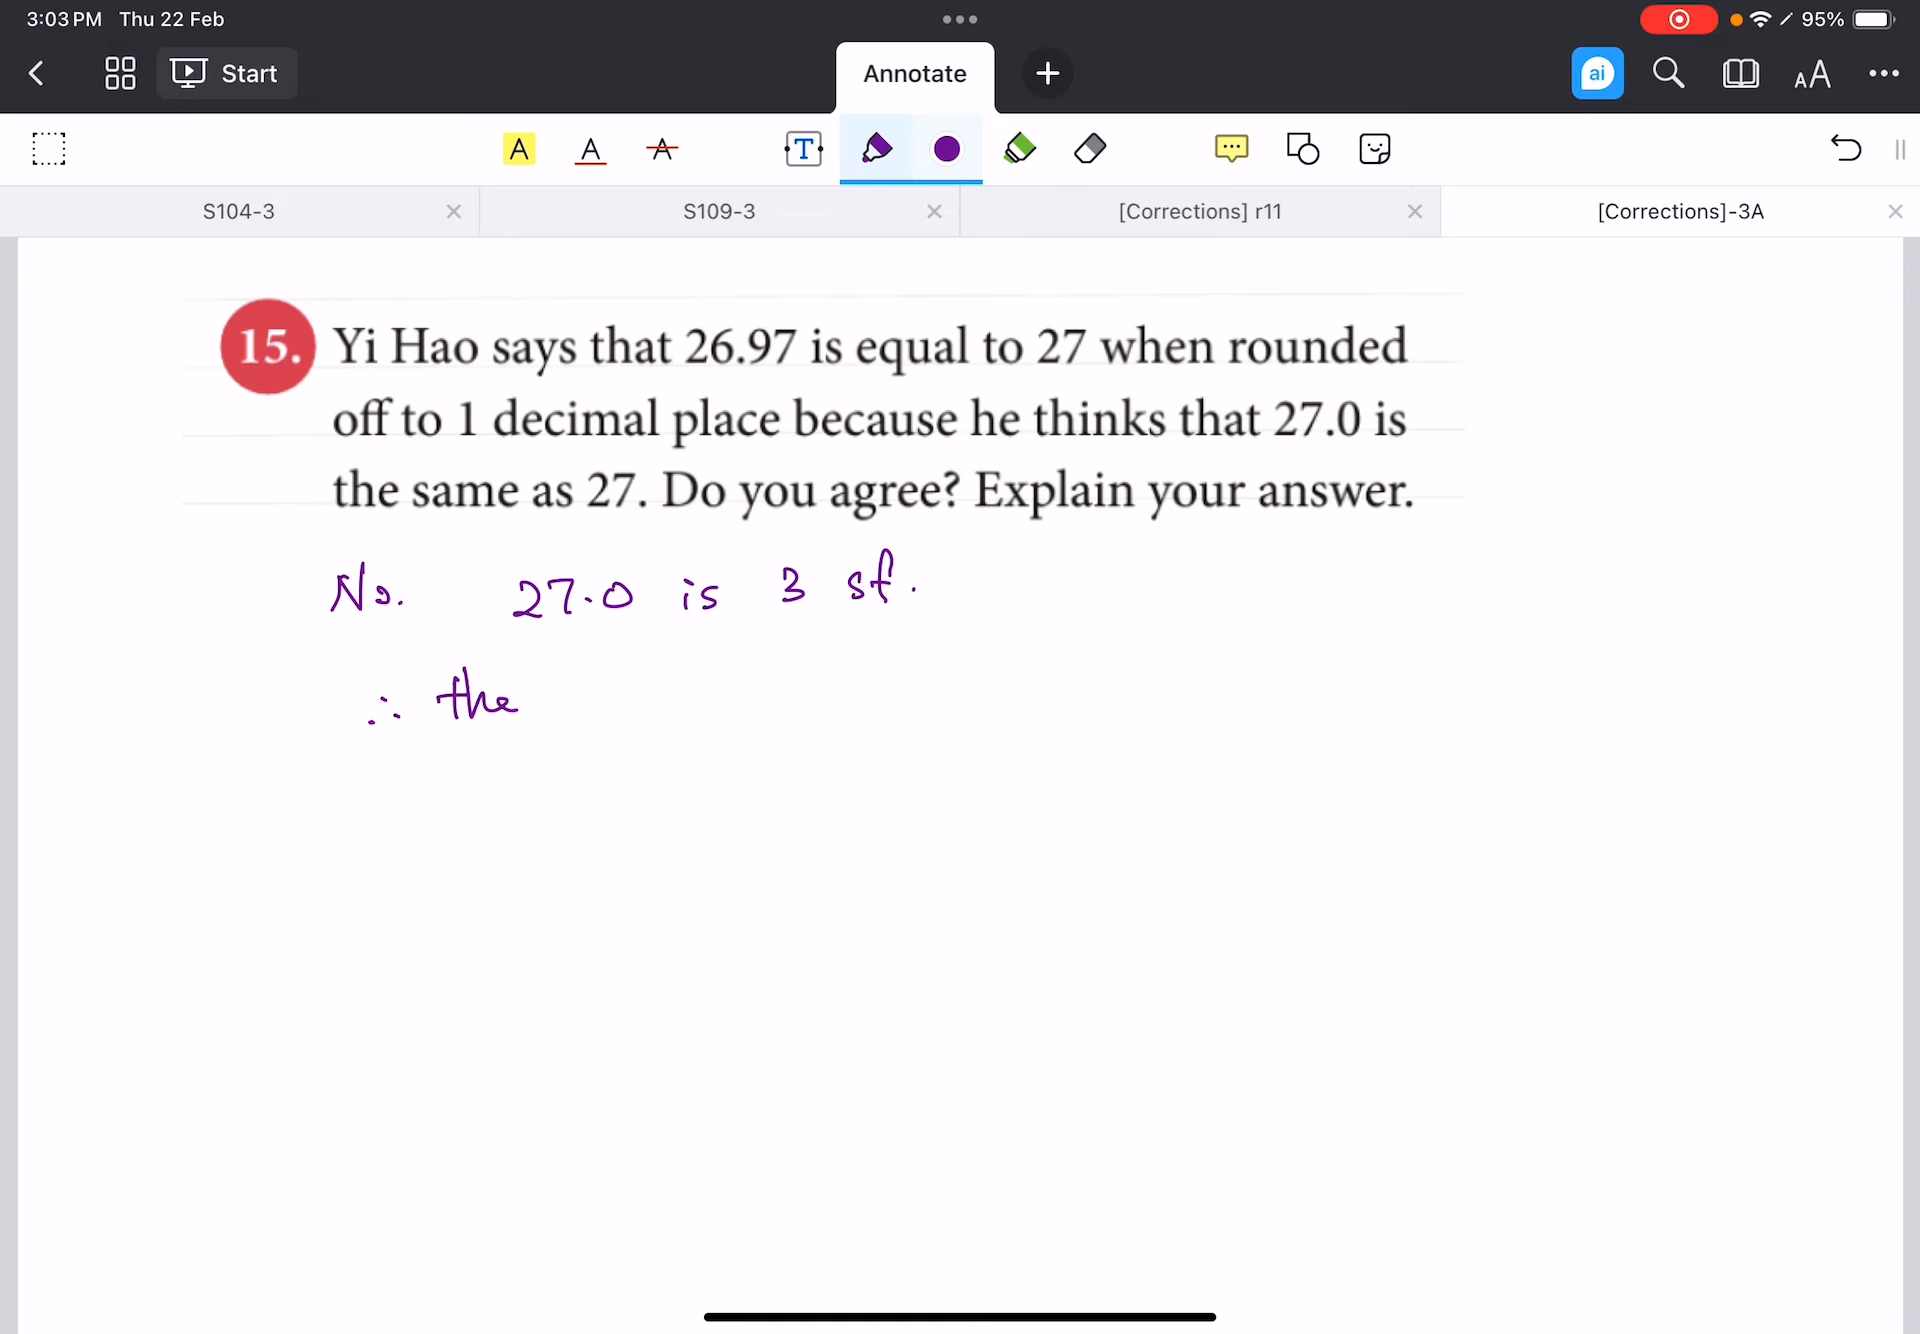 3:03 PM Thu 22 Feb
95%
Start
Annotate
ai
AA
A A A T
S104-3
S109-3
[Corrections] r11
[Corrections]-3A
15. Yi Hao says that 26.97 is equal to 27 when rounded
off to 1 decimal place because he thinks that 27.0 is
the same as 27. Do you agree? Explain your answer.
No. 27.0 is 3 sf.
∴ the